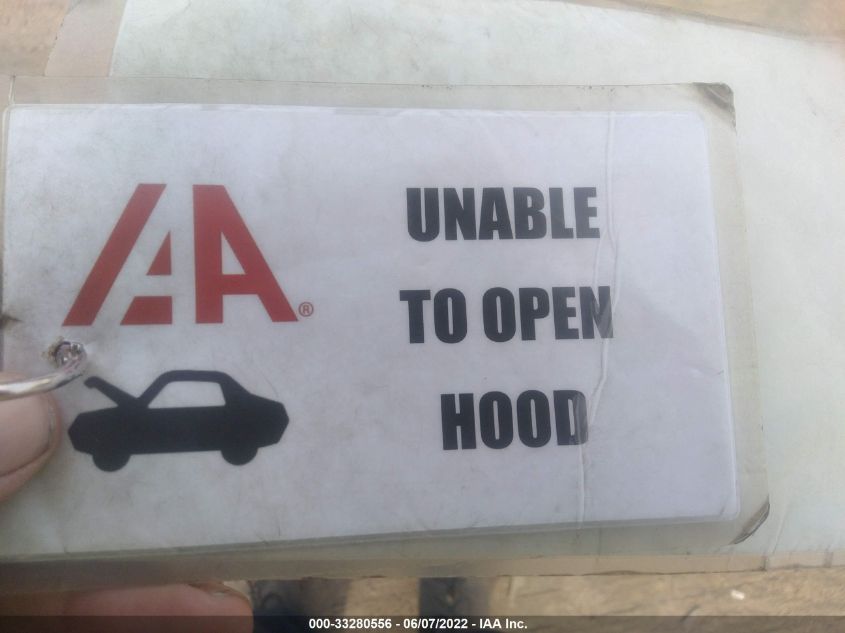 IAA®
UNABLE
TO OPEN
HOOD
000-33280556 - 06/07/2022 - IAA Inc.